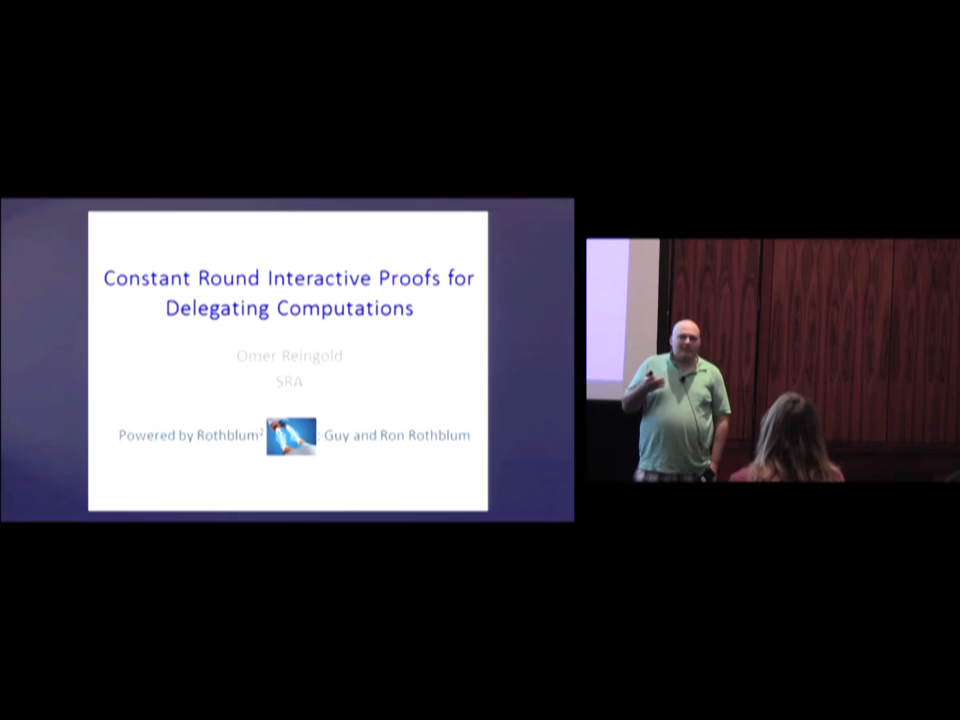 Constant Round Interactive Proofs for
Delegating Computations
Omer Reingold
SRA
Powered by Rothblum² : Guy and Ron Rothblum